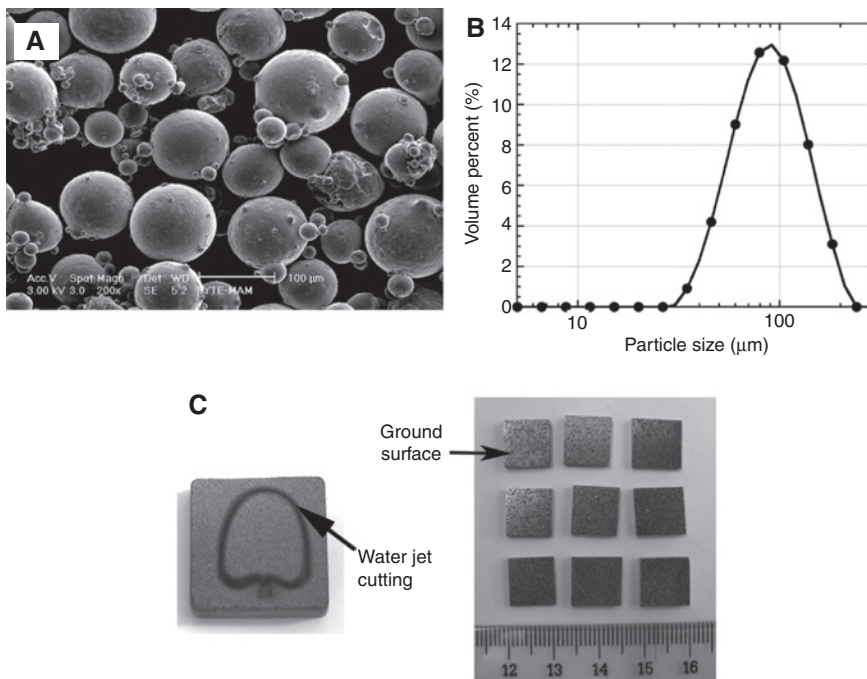 A
Acc.V Spot Magn Det WD 100 μm
3.00 kV 3.0 200x SE 5.2 YTE-MAM
B
14
12
10
8
6
4
2
0
Volume percent (%)
10 100
Particle size (μm)
C
Ground
surface
Water jet
cutting
12 13 14 15 16